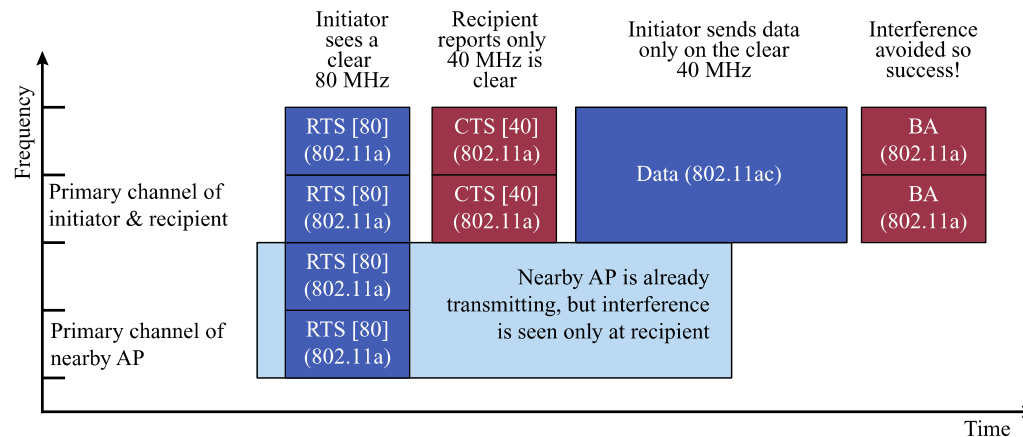 Initiator
sees a
clear
80 MHz
Recipient
reports only
40 MHz is
clear
Initiator sends data
only on the clear
40 MHz
Interference
avoided so
success!
Frequency
RTS [80]
(802.11a)
CTS [40]
(802.11a)
Data (802.11ac)
BA
(802.11a)
Primary channel of
initiator & recipient
RTS [80]
(802.11a)
CTS [40]
(802.11a)
BA
(802.11a)
RTS [80]
(802.11a)
Nearby AP is already
transmitting, but interference
is seen only at recipient
Primary channel of
nearby AP
RTS [80]
(802.11a)
Time